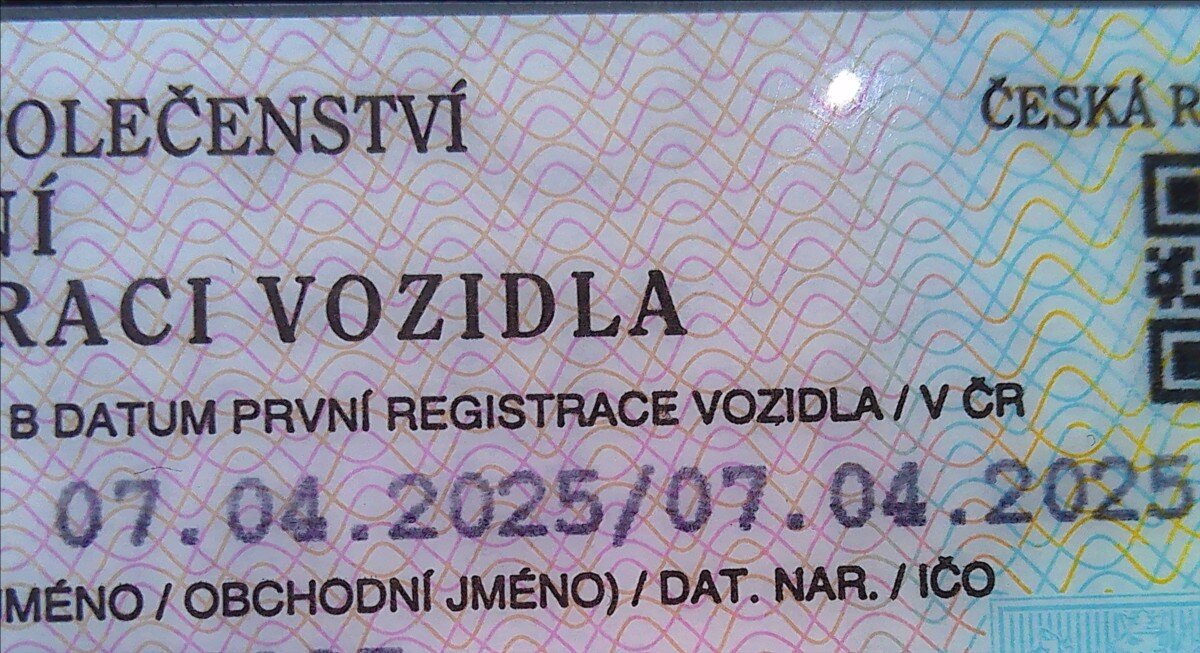 OLEČENSTVÍ
ČESKÁ R
NÍ
RACI VOZIDLA
B DATUM PRVNÍ REGISTRACE VOZIDLA / V ČR
07.04.2025/07.04.2025
JMÉNO / OBCHODNÍ JMÉNO) / DAT. NAR. / IČO